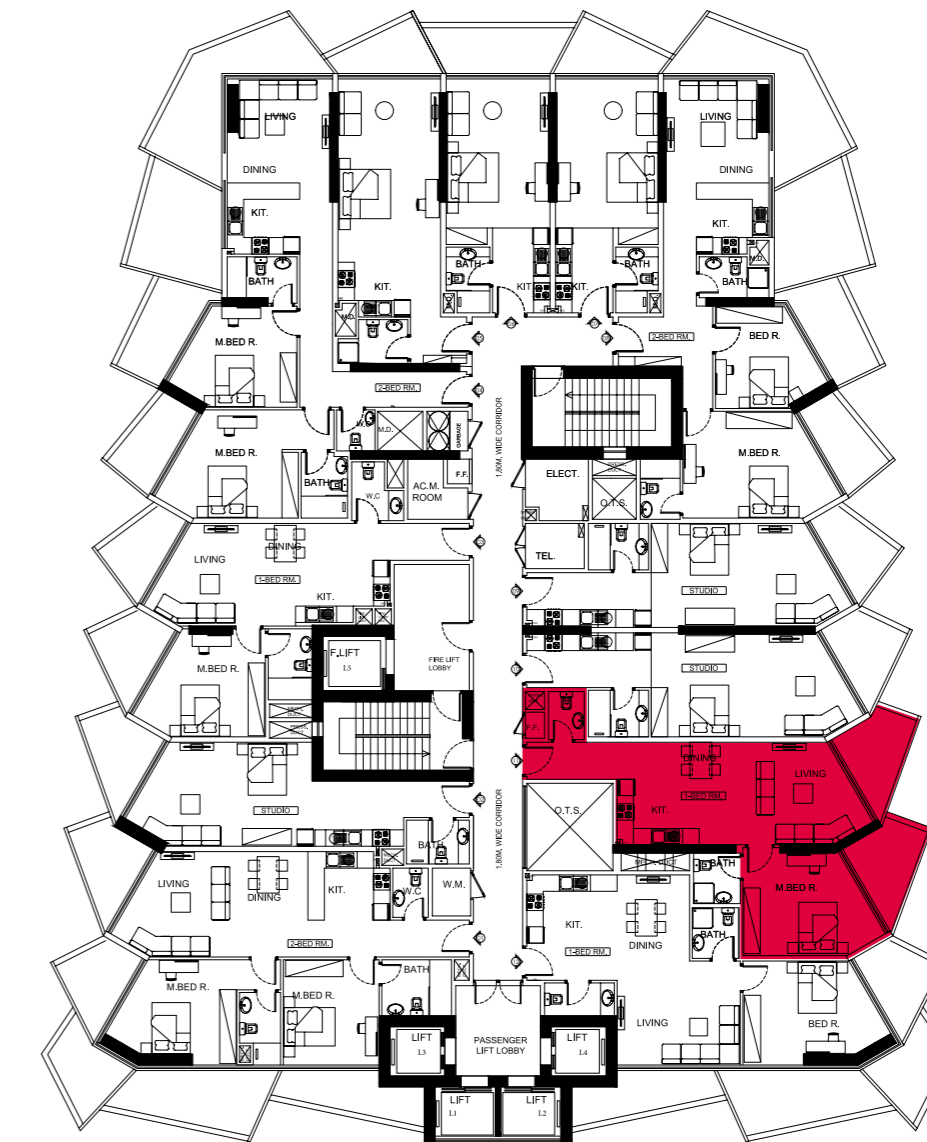 LIVING
LIVING
DINING
DINING
KIT.
KIT.
BATH
BATH
BATH
BATH
M.D.
KIT.
KIT.
KIT.
M.D.
M.BED R.
2-BED RM.
BED R.
2-BED RM.
W.C
M.D.
GARBAGE
1.80M. WIDE CORRIDOR
M.BED R.
M.BED R.
BATH
W.C
AC.M.
ROOM
F.F.
ELECT.
O.T.S.
LIVING
DINING
TEL.
1-BED RM.
KIT.
STUDIO
M.BED R.
F.LIFT
L5
FIRE LIFT
LOBBY
STUDIO
F.F.
DINING
LIVING
1-BED RM.
KIT.
O.T.S.
STUDIO
1.80M. WIDE CORRIDOR
BATH
LIVING
DINING
KIT.
W.C
W.M.
BATH
M.BED R.
KIT.
DINING
BATH
2-BED RM.
1-BED RM.
M.BED R.
M.BED R.
BATH
LIVING
BED R.
LIFT
L3
PASSENGER
LIFT LOBBY
LIFT
L4
LIFT
L1
LIFT
L2